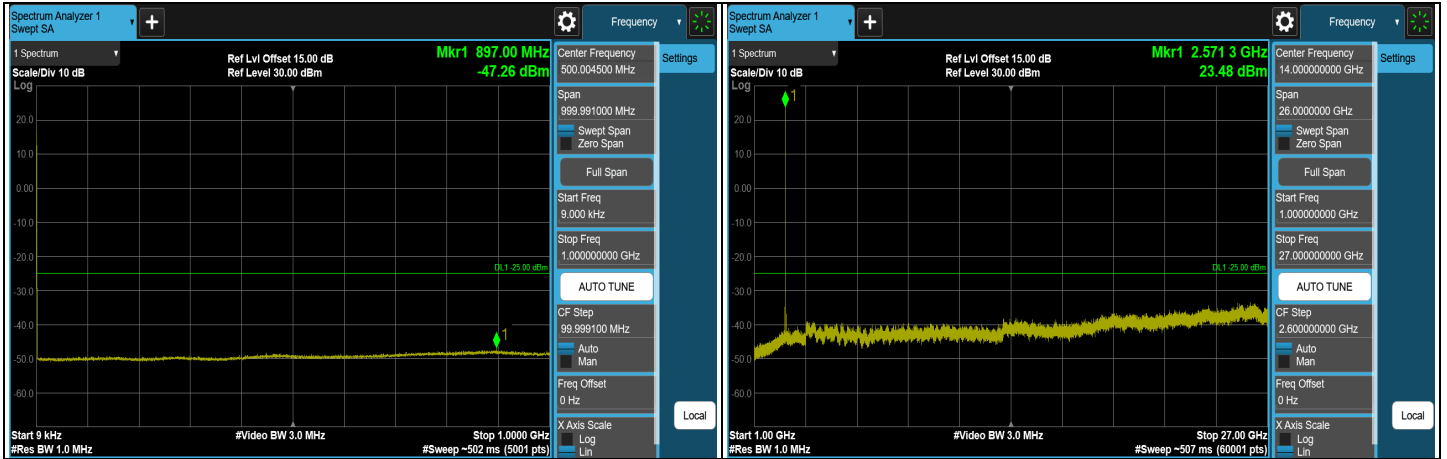 Spectrum Analyzer 1
Swept SA
+
Frequency
1 Spectrum
Ref Lvl Offset 15.00 dB
Mkr1 897.00 MHz
Scale/Div 10 dB
Ref Level 30.00 dBm
-47.26 dBm
Log
1
20.0
10.0
0.00
-10.0
-20.0
-30.0
-40.0
-50.0
-60.0
DL1 -25.00 dBm
Start 9 kHz
#Video BW 3.0 MHz
Stop 1.0000 GHz
#Res BW 1.0 MHz
#Sweep ~502 ms (5001 pts)
Center Frequency
500.004500 MHz
Settings
Span
999.991000 MHz
Swept Span
Zero Span
Full Span
Start Freq
9.000 kHz
Stop Freq
1.000000000 GHz
AUTO TUNE
CF Step
99.999100 MHz
Auto
Man
Freq Offset
0 Hz
X Axis Scale
Log
Lin
Local
Spectrum Analyzer 1
Swept SA
+
Frequency
1 Spectrum
Ref Lvl Offset 15.00 dB
Mkr1 2.571 3 GHz
Scale/Div 10 dB
Ref Level 30.00 dBm
23.48 dBm
Log
1
20.0
10.0
0.00
-10.0
-20.0
-30.0
-40.0
-50.0
-60.0
DL1 -25.00 dBm
Start 1.00 GHz
#Video BW 3.0 MHz
Stop 27.00 GHz
#Res BW 1.0 MHz
#Sweep ~507 ms (60001 pts)
Center Frequency
14.000000000 GHz
Settings
Span
26.0000000 GHz
Swept Span
Zero Span
Full Span
Start Freq
1.000000000 GHz
Stop Freq
27.000000000 GHz
AUTO TUNE
CF Step
2.600000000 GHz
Auto
Man
Freq Offset
0 Hz
X Axis Scale
Log
Lin
Local